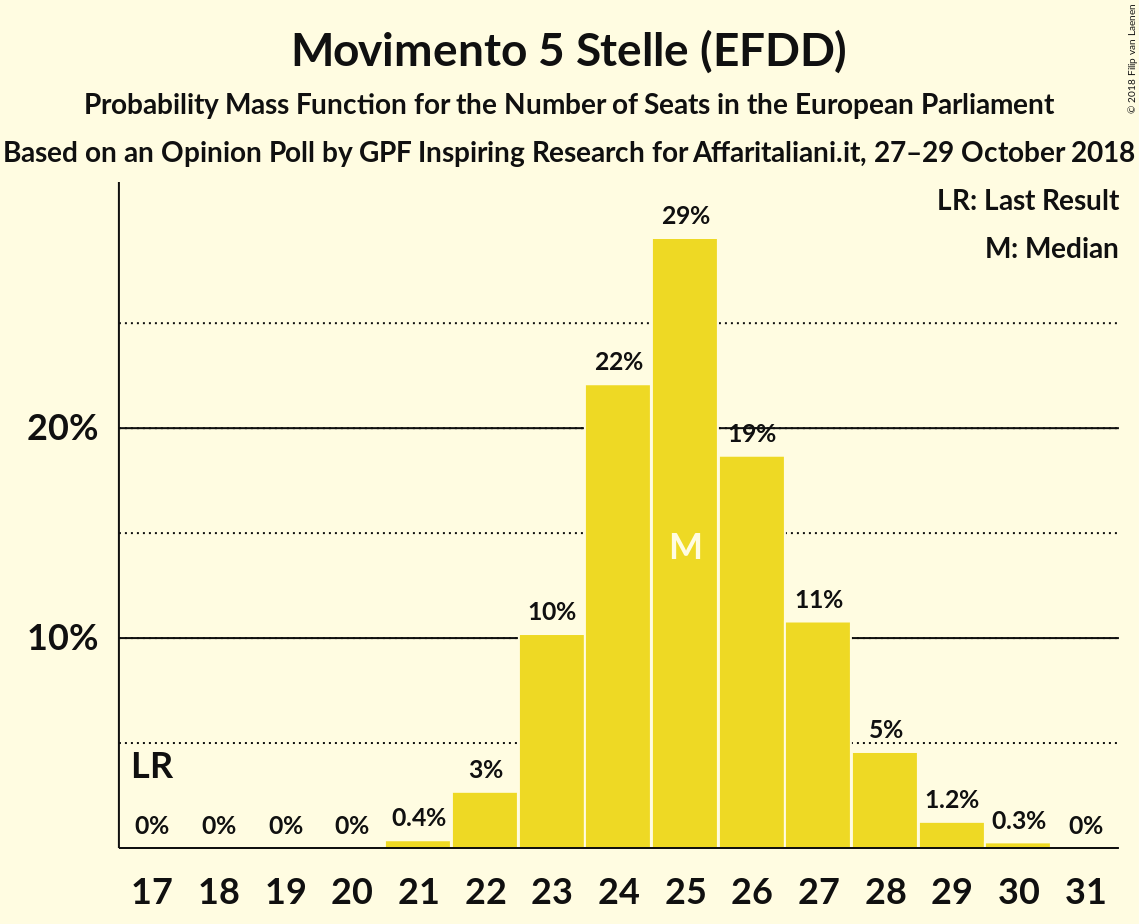 Movimento 5 Stelle (EFDD)
Probability Mass Function for the Number of Seats in the European Parliament
Based on an Opinion Poll by GPF Inspiring Research for Affaritaliani.it, 27–29 October 2018
© 2018 Filip van Laenen
LR: Last Result
M: Median
20%
10%
LR
0% 0% 0% 0% 0.4% 3% 10% 22% 29% 19% 11% 5% 1.2% 0.3% 0%
M
17 18 19 20 21 22 23 24 25 26 27 28 29 30 31